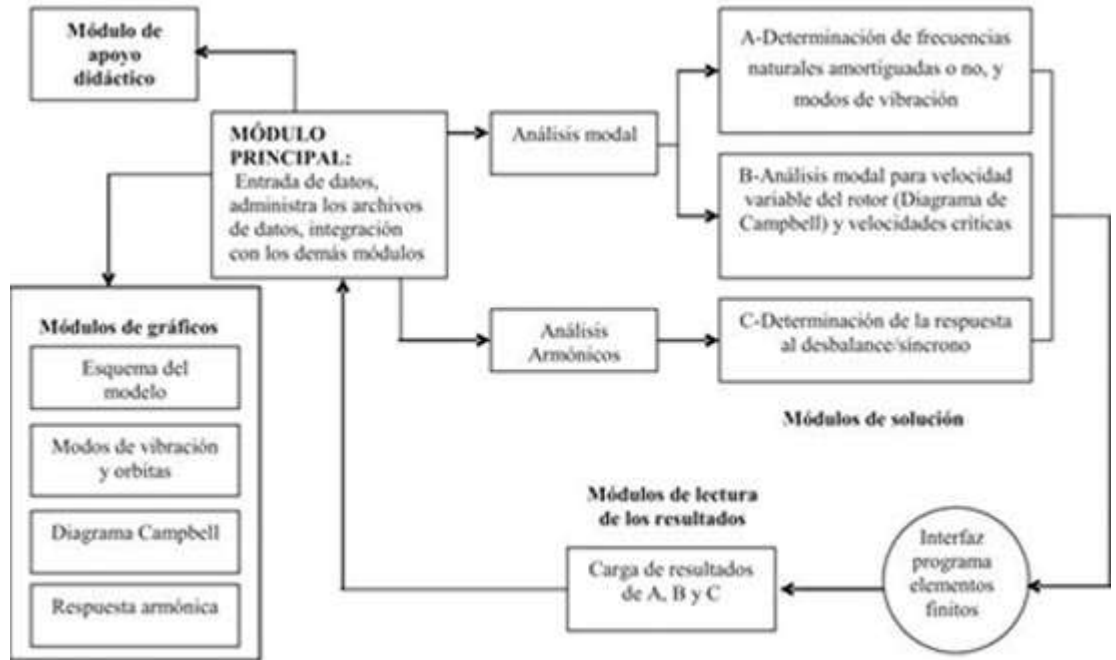 Módulo de
apoyo
didáctico
MÓDULO
PRINCIPAL:
Entrada de datos,
administra los archivos
de datos, integración
con los demás módulos
Análisis modal
A-Determinación de frecuencias
naturales amortiguadas o no, y
modos de vibración
B-Análisis modal para velocidad
variable del rotor (Diagrama de
Campbell) y velocidades críticas
Análisis
Armónicos
C-Determinación de la respuesta
al desbalance/síncrono
Módulos de solución
Módulos de gráficos
Esquema del
modelo
Modos de vibración
y orbitas
Diagrama Campbell
Respuesta armónica
Módulos de lectura
de los resultados
Carga de resultados
de A, B y C
Interfaz
programa
elementos
finitos